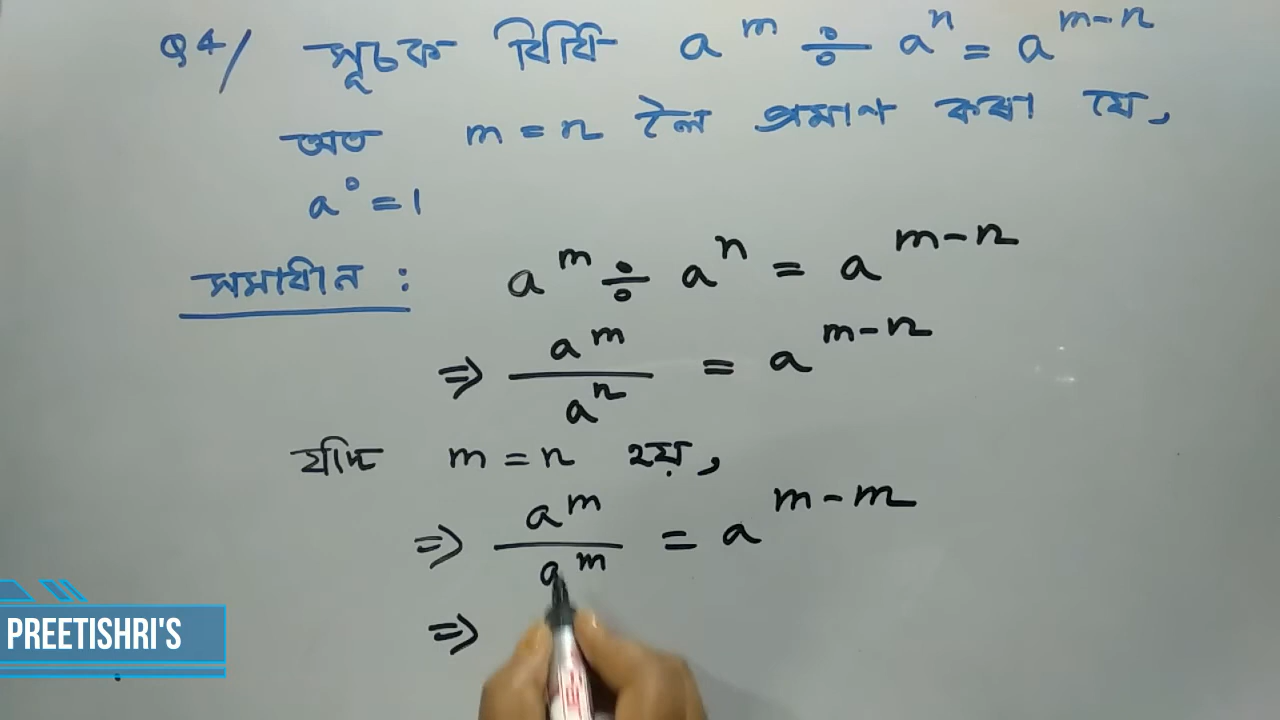 Q4/ সূচক বিধি a^m ÷ a^n = a^{m-n}
অত m = n লৈ প্ৰমাণ কৰা যে,
a° = 1
সমাধান : a^m ÷ a^n = a^{m-n}
⇒ a^m / a^n = a^{m-n}
যদি m = n হয়,
⇒ a^m / a^m = a^{m-m}
⇒
PREETISHRI'S